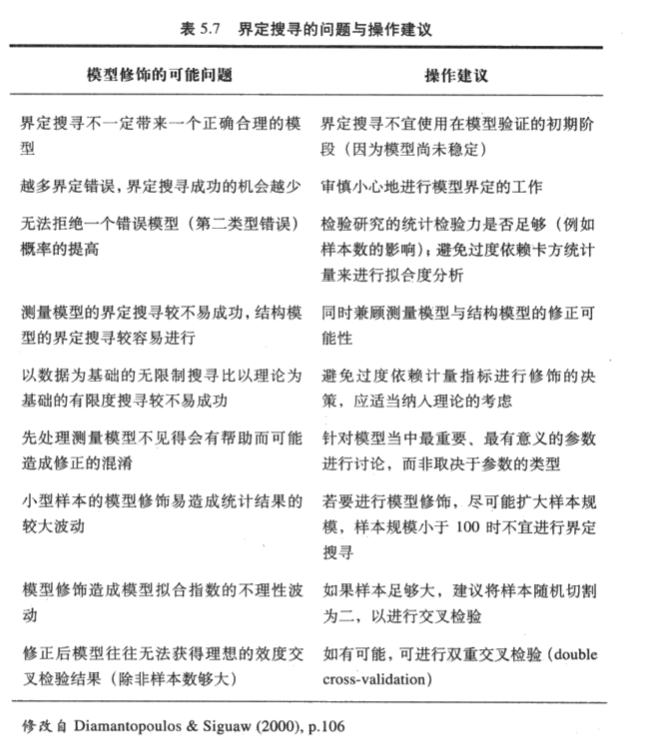 表 5.7 界定搜寻的问题与操作建议
模型修饰的可能问题
操作建议
界定搜寻不一定带来一个正确合理的模
型
界定搜寻不宜使用在模型验证的初期阶
段（因为模型尚未稳定）
越多界定错误，界定搜寻成功的机会越少
审慎小心地进行模型界定的工作
无法拒绝一个错误模型（第二类型错误）
概率的提高
检验研究的统计检验力是否足够（例如
样本数的影响）；避免过度依赖卡方统计
量来进行拟合度分析
测量模型的界定搜寻较不易成功，结构模
型的界定搜寻较容易进行
同时兼顾测量模型与结构模型的修正可
能性
以数据为基础的无限制搜寻比以理论为
基础的有限度搜寻较不易成功
避免过度依赖计量指标进行修饰的决
策，应适当纳入理论的考虑
先处理测量模型不见得会有帮助而可能
造成修正的混淆
针对模型当中最重要、最有意义的参数
进行讨论，而非取决于参数的类型
小型样本的模型修饰易造成统计结果的
较大波动
若要进行模型修饰，尽可能扩大样本规
模，样本规模小于 100 时不宜进行界定
搜寻
模型修饰造成模型拟合指数的不理性波
动
如果样本足够大，建议将样本随机切割
为二，以进行交叉检验
修正后模型往往无法获得理想的效度交
叉检验结果（除非样本数够大）
如有可能，可进行双重交叉检验（double
cross-validation）
修改自 Diamantopoulos & Siguaw (2000), p.106